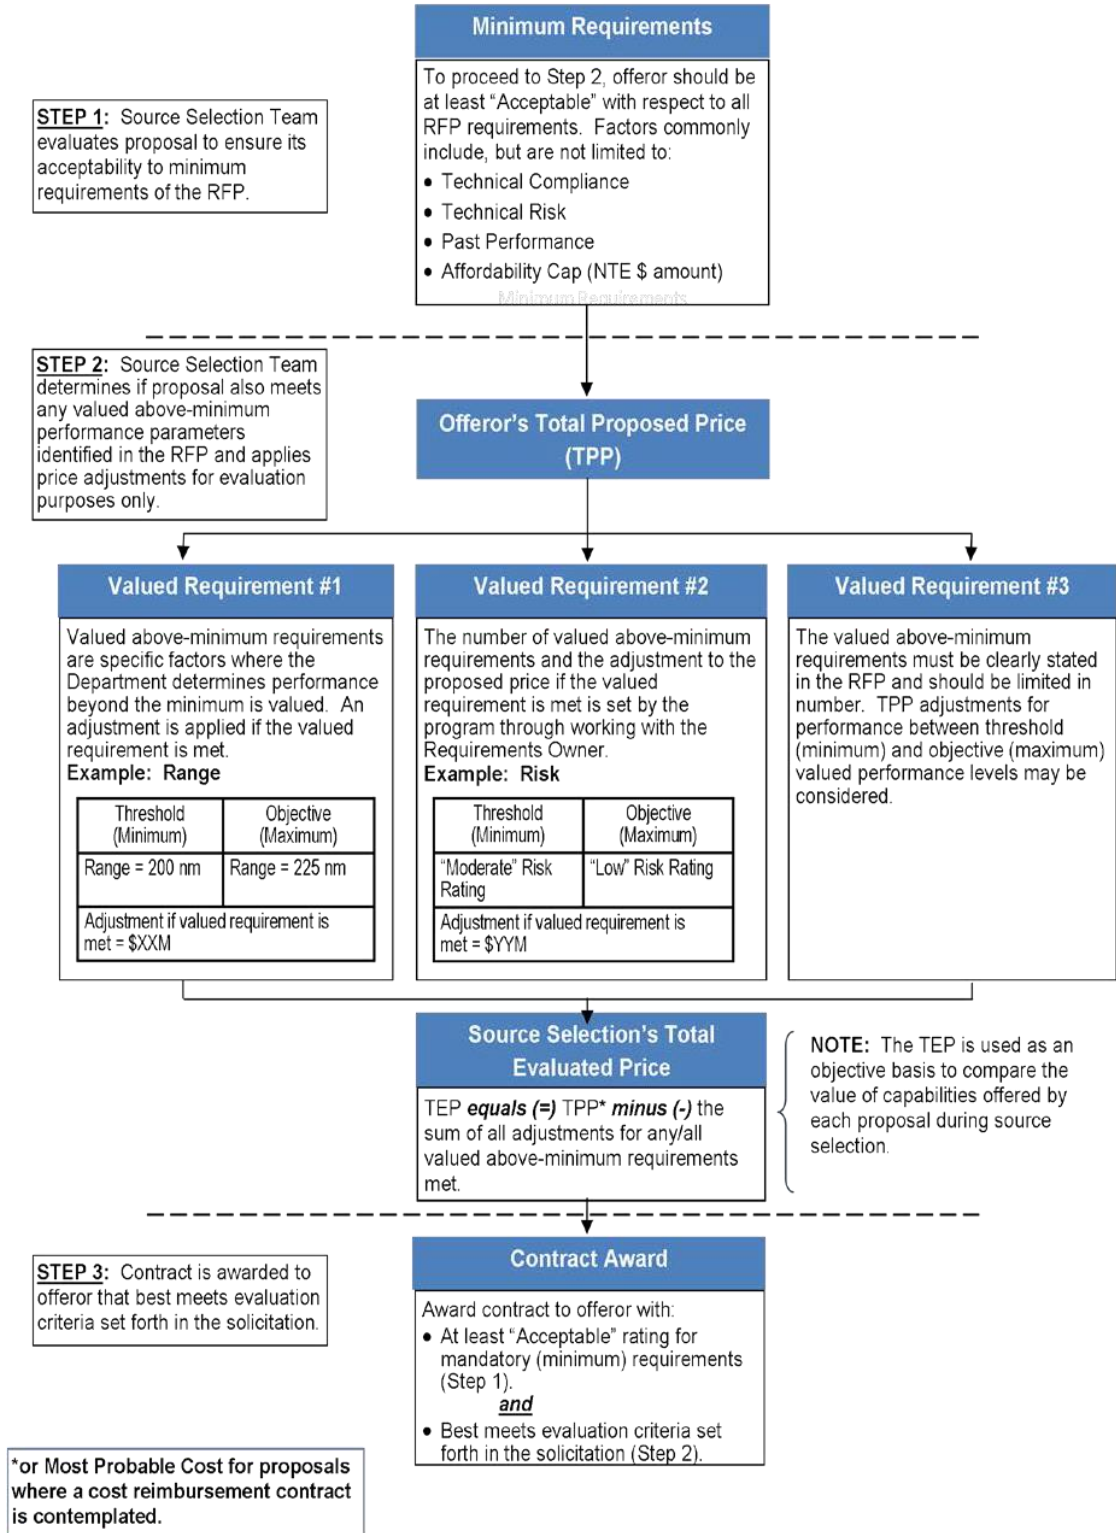 Minimum Requirements
To proceed to Step 2, offeror should be
at least “Acceptable” with respect to all
RFP requirements.  Factors commonly
include, but are not limited to:
• Technical Compliance
• Technical Risk
• Past Performance
• Affordability Cap (NTE $ amount)
Minimum Requirements
STEP 1:  Source Selection Team
evaluates proposal to ensure its
acceptability to minimum
requirements of the RFP.
STEP 2:  Source Selection Team
determines if proposal also meets
any valued above-minimum
performance parameters
identified in the RFP and applies
price adjustments for evaluation
purposes only.
Offeror’s Total Proposed Price
(TPP)
Valued Requirement #1
Valued above-minimum requirements
are specific factors where the
Department determines performance
beyond the minimum is valued.  An
adjustment is applied if the valued
requirement is met.
Example:  Range
Threshold
(Minimum)
Objective
(Maximum)
Range = 200 nm
Range = 225 nm
Adjustment if valued requirement is
met = $XXM
Valued Requirement #2
The number of valued above-minimum
requirements and the adjustment to the
proposed price if the valued
requirement is met is set by the
program through working with the
Requirements Owner.
Example:  Risk
Threshold
(Minimum)
Objective
(Maximum)
“Moderate” Risk
Rating
“Low” Risk Rating
Adjustment if valued requirement is
met = $YYM
Valued Requirement #3
The valued above-minimum
requirements must be clearly stated
in the RFP and should be limited in
number.  TPP adjustments for
performance between threshold
(minimum) and objective (maximum)
valued performance levels may be
considered.
Source Selection’s Total
Evaluated Price
TEP equals (=) TPP* minus (-) the
sum of all adjustments for any/all
valued above-minimum requirements
met.
NOTE:  The TEP is used as an
objective basis to compare the
value of capabilities offered by
each proposal during source
selection.
STEP 3:  Contract is awarded to
offeror that best meets evaluation
criteria set forth in the solicitation.
Contract Award
Award contract to offeror with:
• At least “Acceptable” rating for
mandatory (minimum) requirements
(Step 1).
and
• Best meets evaluation criteria set
forth in the solicitation (Step 2).
*or Most Probable Cost for proposals
where a cost reimbursement contract
is contemplated.